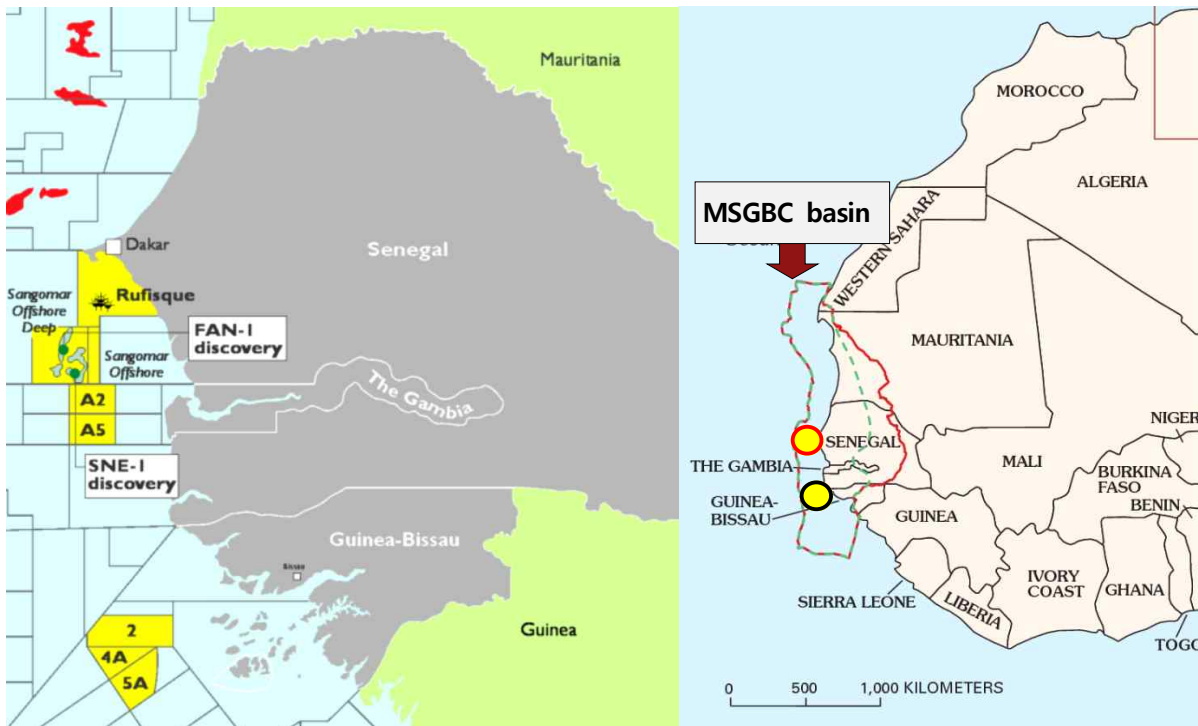 Mauritania
Senegal
Dakar
Rufisque
Sangomar
Offshore
Deep
FAN-1
discovery
Sangomar
Offshore
The Gambia
A2
A5
SNE-1
discovery
Guinea-Bissau
Bissau
Guinea
2
4A
5A
MOROCCO
ALGERIA
MSGBC basin
WESTERN SAHARA
MAURITANIA
SENEGAL
MALI
NIGER
THE GAMBIA
BURKINA
FASO
BENIN
GUINEA-
BISSAU
GUINEA
IVORY
COAST
GHANA
SIERRA LEONE
LIBERIA
TOGO
0 500 1,000 KILOMETERS